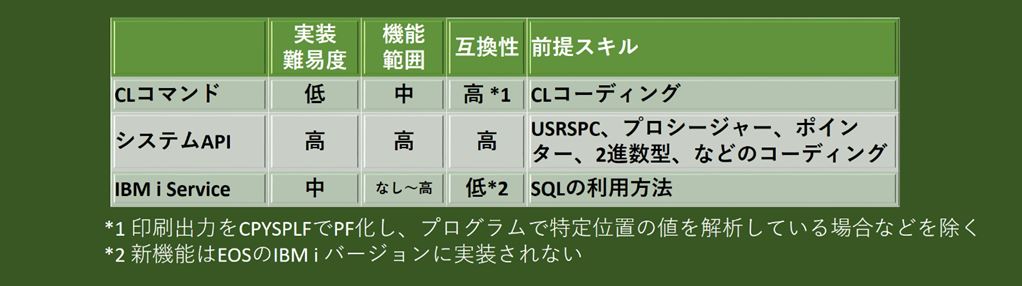 実装難易度 機能範囲 互換性 前提スキル
CLコマンド 低 中 高 *1 CLコーディング
システムAPI 高 高 高 USRSPC、プロシージャー、ポインター、2進数型、などのコーディング
IBM i Service 中 なし～高 低*2 SQLの利用方法
*1 印刷出力をCPYSPLFでPF化し、プログラムで特定位置の値を解析している場合などを除く
*2 新機能はEOSのIBM i バージョンに実装されない